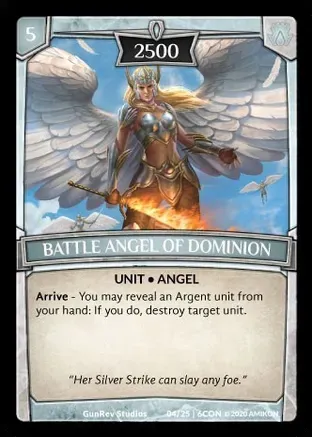 5
2500
BATTLE ANGEL OF DOMINION
UNIT • ANGEL
Arrive - You may reveal an Argent unit from
your hand: If you do, destroy target unit.
“Her Silver Strike can slay any foe.”
GunRev Studios 04/25 | 6CON © 2020 AMIKUN